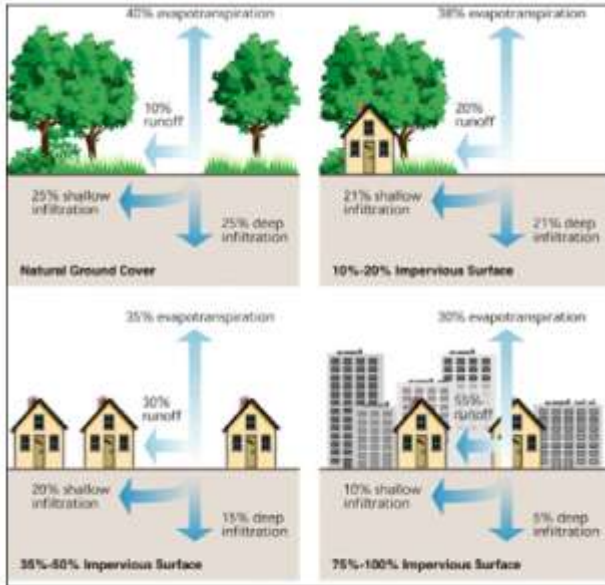 40% evapotranspiration
10%
runoff
25% shallow
infiltration
25% deep
infiltration
Natural Ground Cover
38% evapotranspiration
20%
runoff
21% shallow
infiltration
21% deep
infiltration
10%-20% Impervious Surface
35% evapotranspiration
30%
runoff
20% shallow
infiltration
15% deep
infiltration
35%-50% Impervious Surface
30% evapotranspiration
55%
runoff
10% shallow
infiltration
5% deep
infiltration
75%-100% Impervious Surface